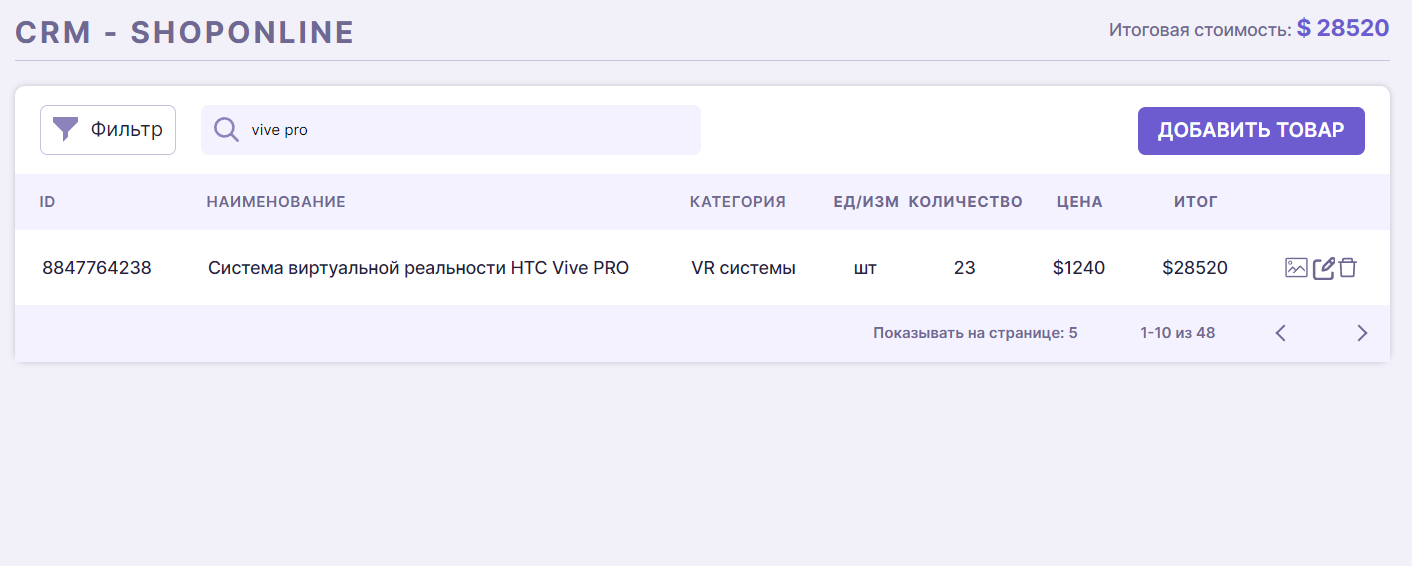 CRM - SHOPONLINE
Итоговая стоимость: $ 28520
Фильтр
vive pro
ДОБАВИТЬ ТОВАР
ID НАИМЕНОВАНИЕ КАТЕГОРИЯ ЕД/ИЗМ КОЛИЧЕСТВО ЦЕНА ИТОГ
8847764238 Система виртуальной реальности HTC Vive PRO VR системы шт 23 $1240 $28520
Показывать на странице: 5 1-10 из 48